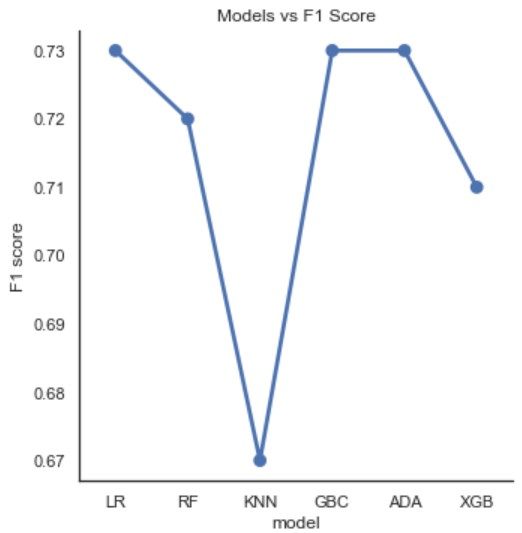 Models vs F1 Score
0.73
0.72
0.71
0.70
0.69
0.68
0.67
F1 score
LR RF KNN GBC ADA XGB
model